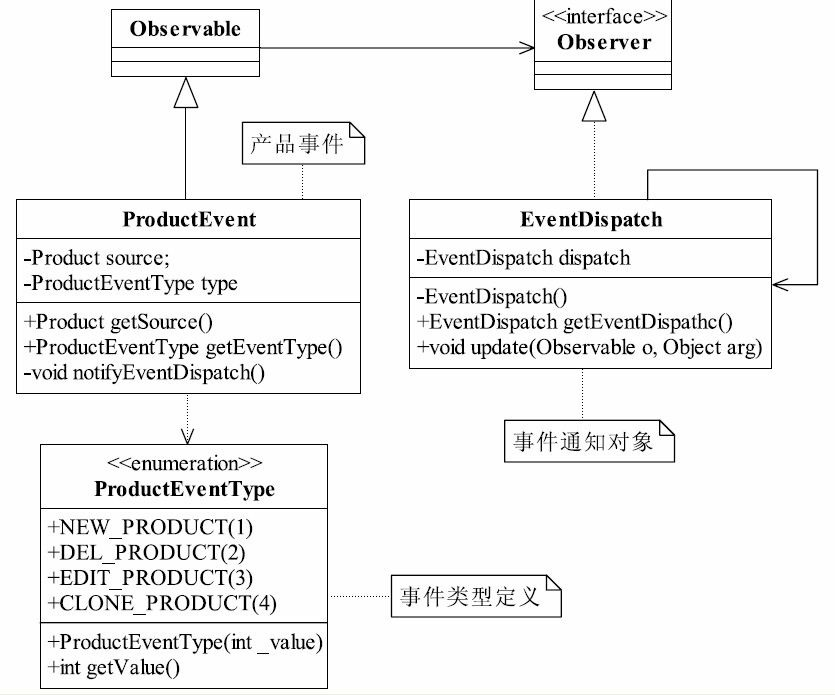 Observable
<<interface>>
Observer
产品事件
ProductEvent
-Product source;
-ProductEventType type
+Product getSource()
+ProductEventType getEventType()
-void notifyEventDispatch()
EventDispatch
-EventDispatch dispatch
-EventDispatch()
+EventDispatch getEventDispathc()
+void update(Observable o, Object arg)
事件通知对象
<<enumeration>>
ProductEventType
+NEW_PRODUCT(1)
+DEL_PRODUCT(2)
+EDIT_PRODUCT(3)
+CLONE_PRODUCT(4)
+ProductEventType(int _value)
+int getValue()
事件类型定义